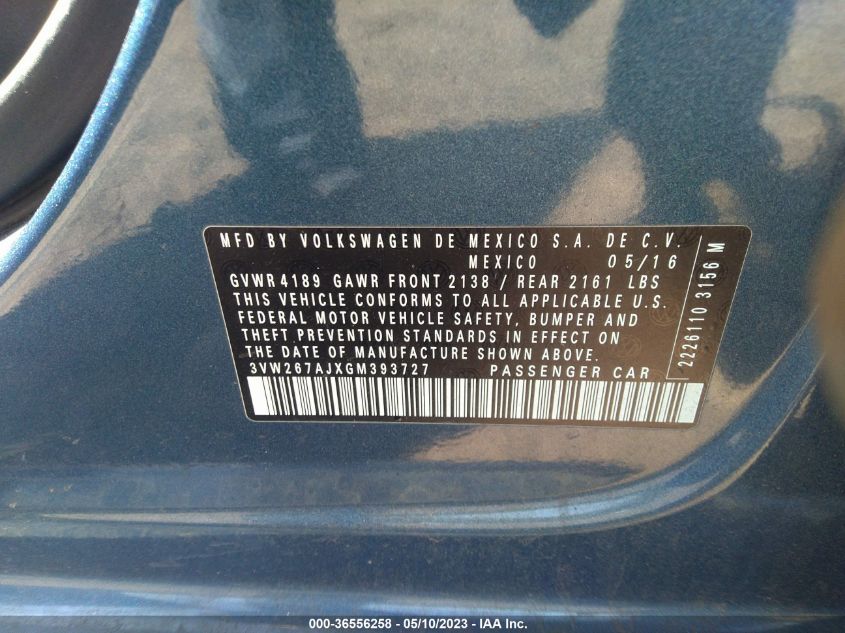 MFD BY VOLKSWAGEN DE MEXICO S.A. DE C.V.
MEXICO 05/16
GVWR 4189 GAWR FRONT 2138 / REAR 2161 LBS
THIS VEHICLE CONFORMS TO ALL APPLICABLE U.S.
FEDERAL MOTOR VEHICLE SAFETY, BUMPER AND
THEFT PREVENTION STANDARDS IN EFFECT ON
THE DATE OF MANUFACTURE SHOWN ABOVE.
3VW267AJXGM393727 PASSENGER CAR
2226110 3156 M
000-36556258 - 05/10/2023 - IAA Inc.